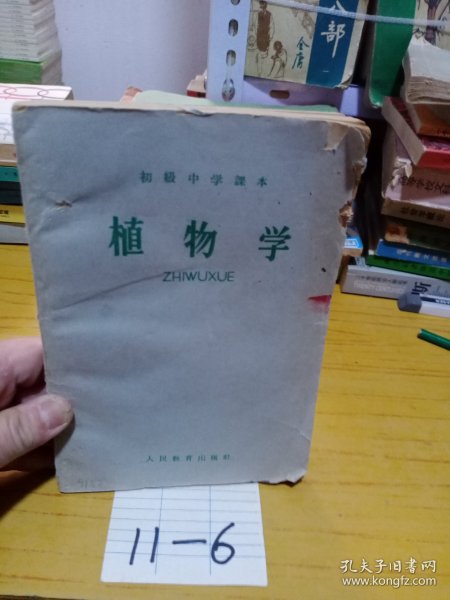 部
初級中学課本
植物学
ZHIWUXUE
人民教育出版社
11-6
孔夫子旧书网
www.kongfz.com